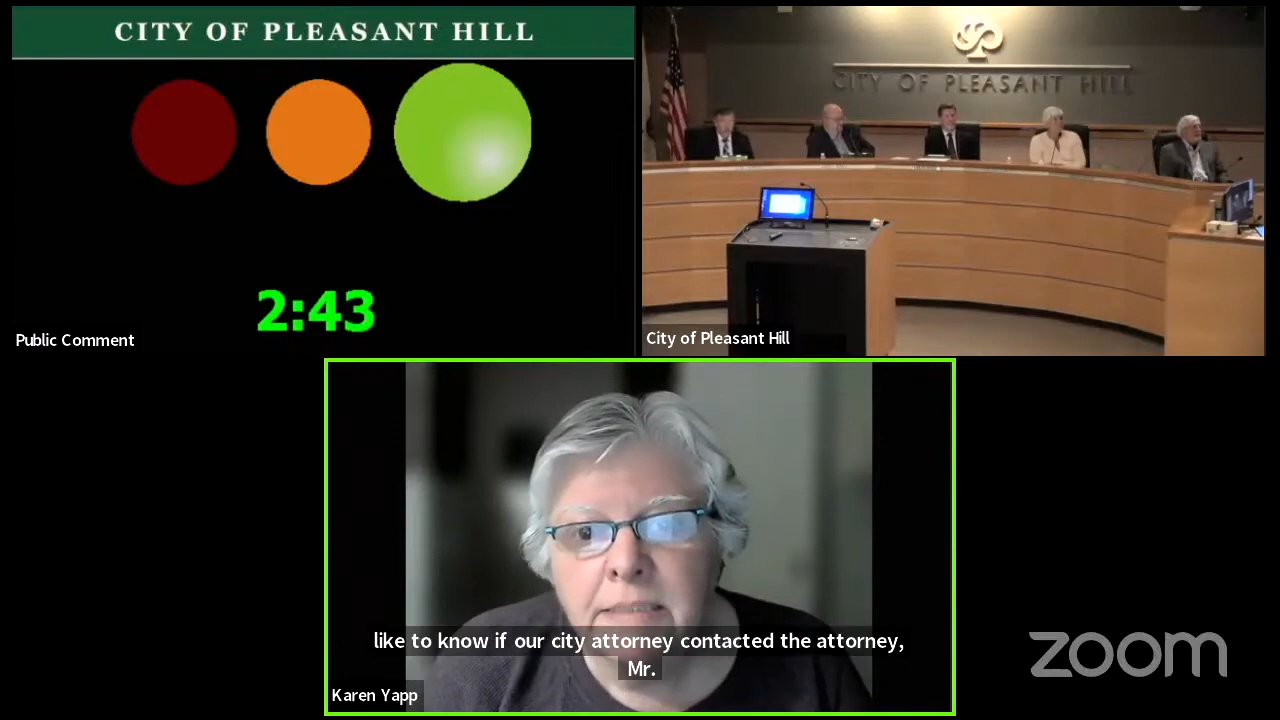 CITY OF PLEASANT HILL
2:43
Public Comment
CITY OF PLEASANT HILL
City of Pleasant Hill
like to know if our city attorney contacted the attorney,
Mr.
Karen Yapp
zoom